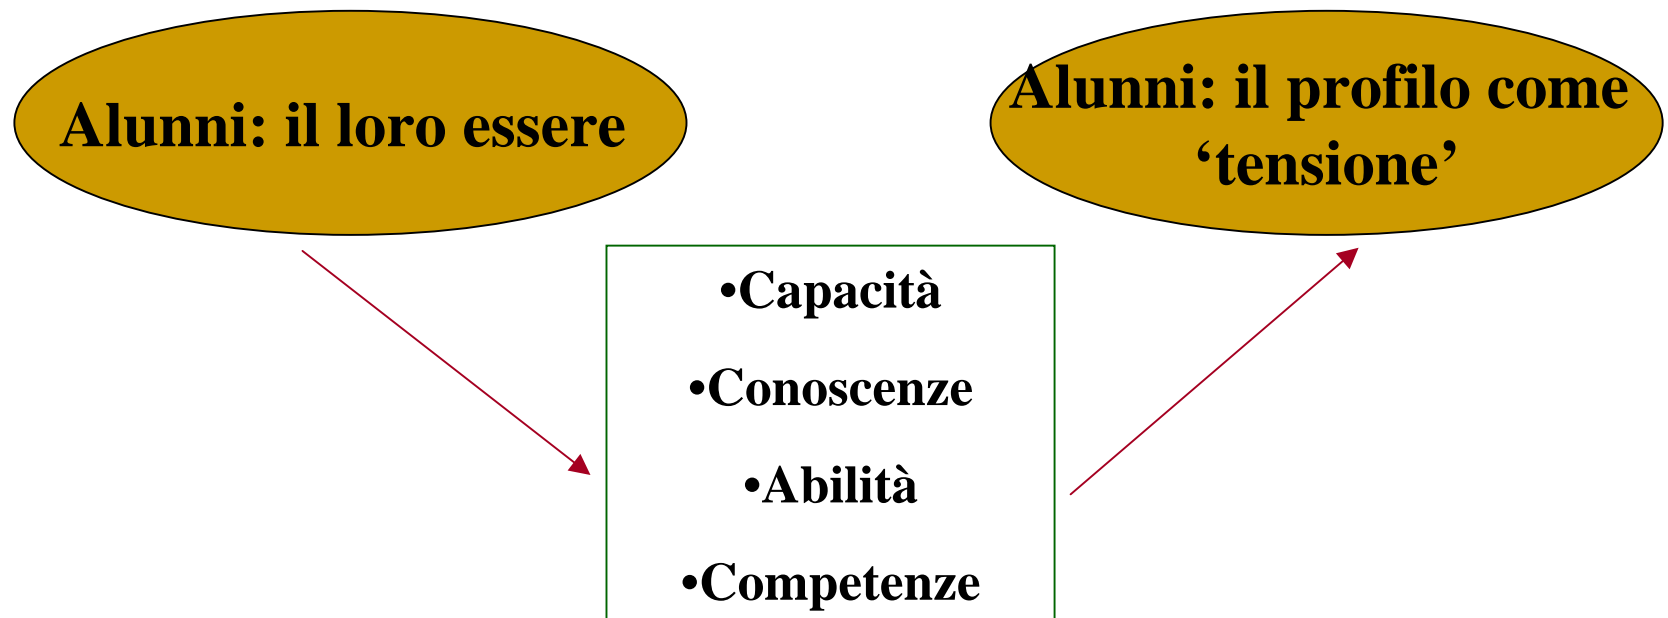 Alunni: il loro essere
Alunni: il profilo come
‘tensione’
•Capacità
•Conoscenze
•Abilità
•Competenze